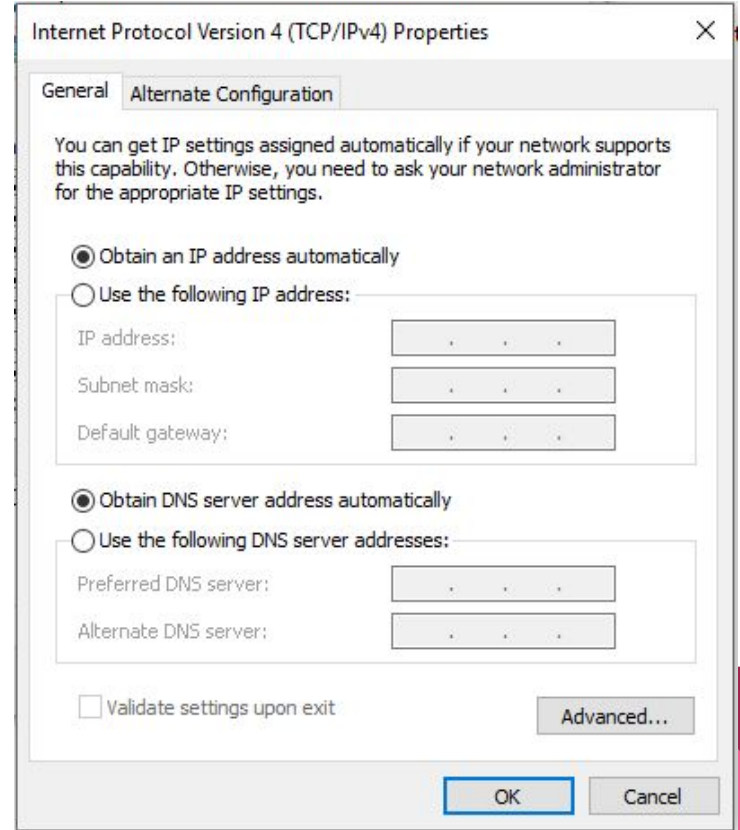 Internet Protocol Version 4 (TCP/IPv4) Properties
General
Alternate Configuration
You can get IP settings assigned automatically if your network supports
this capability. Otherwise, you need to ask your network administrator
for the appropriate IP settings.
Obtain an IP address automatically
Use the following IP address:
IP address:
. . .
Subnet mask:
. . .
Default gateway:
. . .
Obtain DNS server address automatically
Use the following DNS server addresses:
Preferred DNS server:
. . .
Alternate DNS server:
. . .
Validate settings upon exit
Advanced...
OK
Cancel